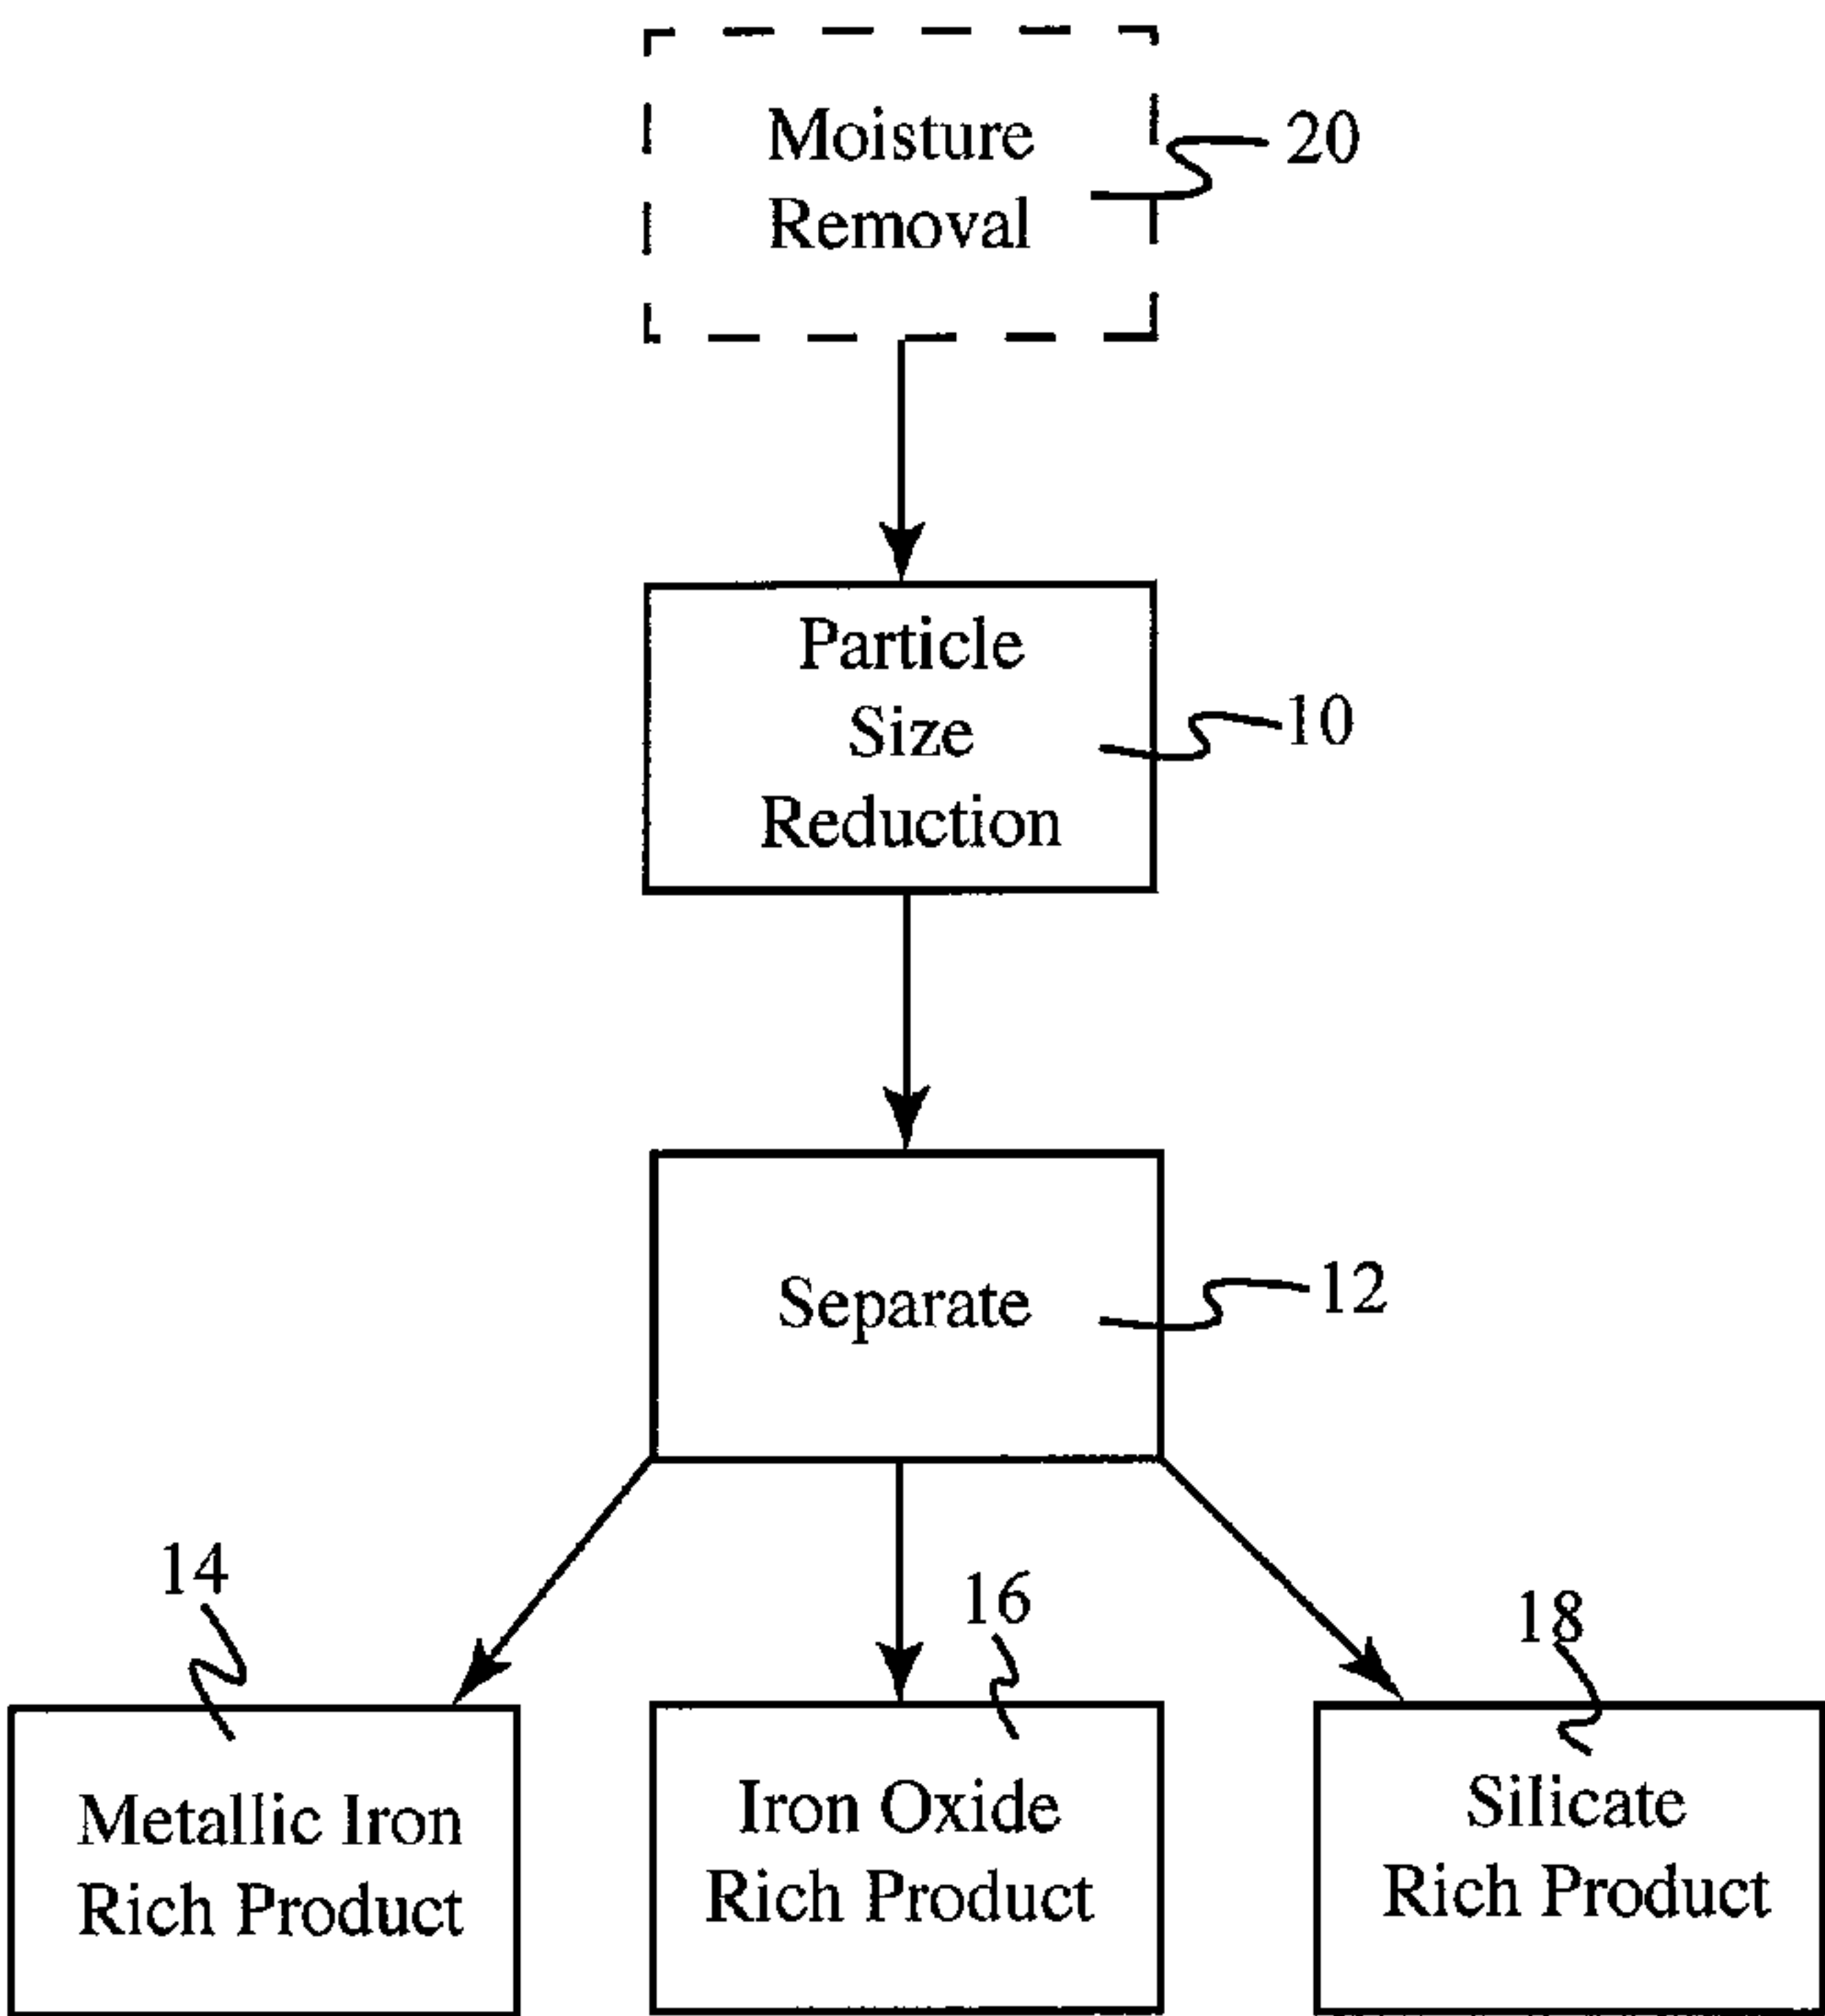 Moisture
Removal
20
Particle
Size
Reduction
10
Separate
12
14
16
18
Metallic Iron
Rich Product
Iron Oxide
Rich Product
Silicate
Rich Product